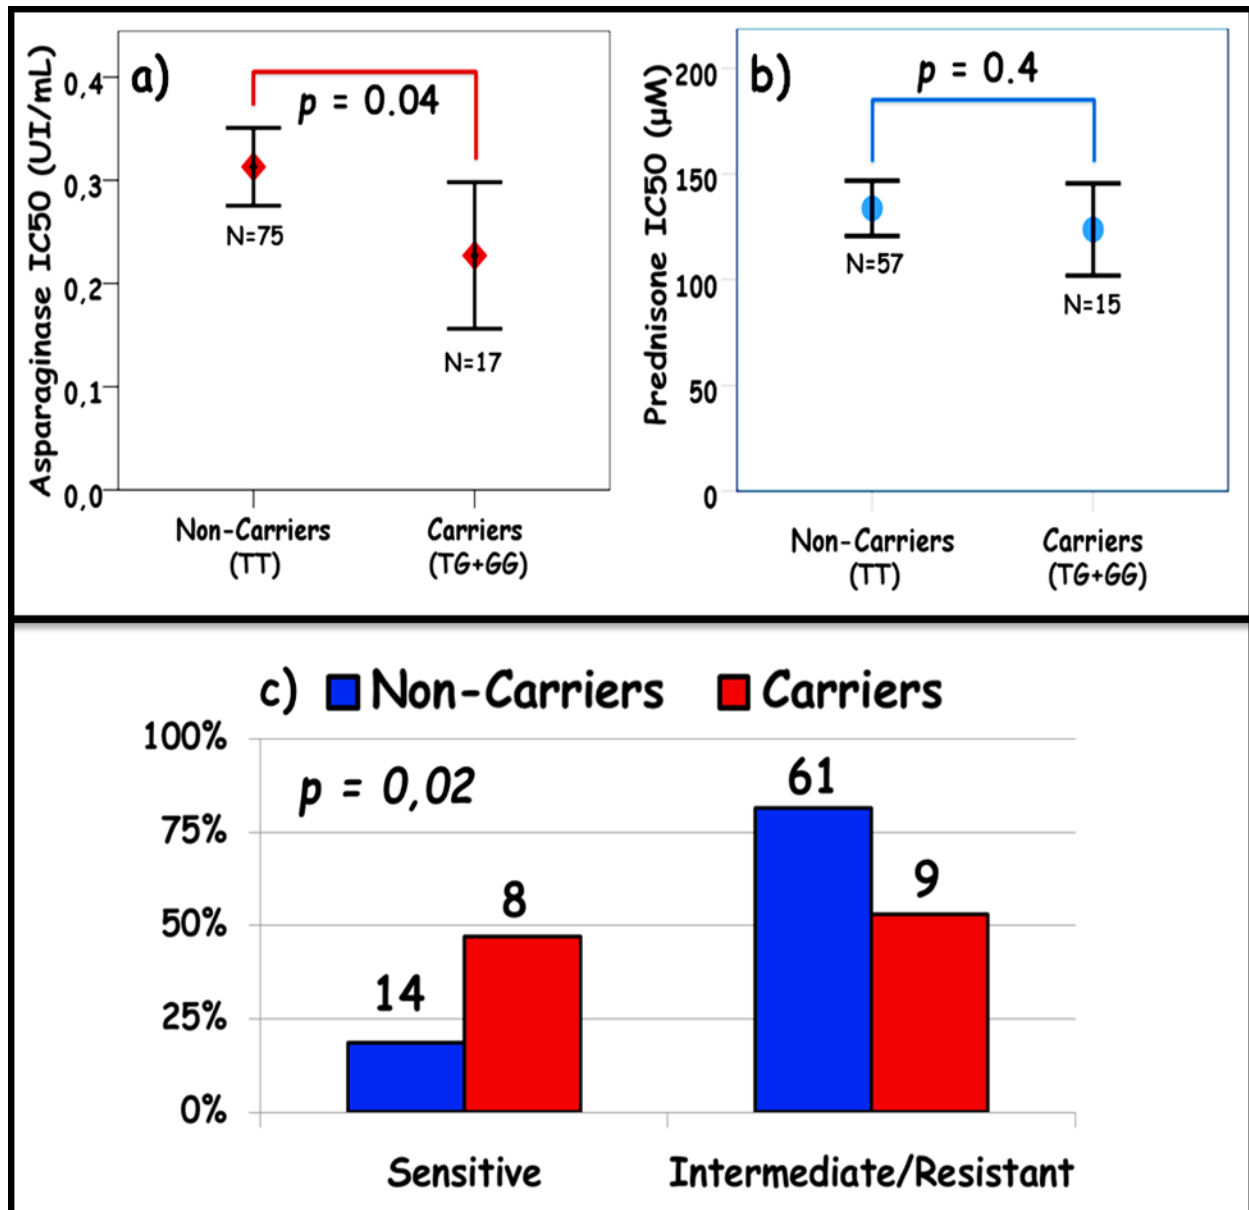 a)
Asparaginase IC50 (UI/mL)
0,4
0,3
0,2
0,1
0,0
p = 0.04
N=75
N=17
Non-Carriers
(TT)
Carriers
(TG+GG)
b)
Prednisone IC50 (µM)
200
150
100
50
0
p = 0.4
N=57
N=15
Non-Carriers
(TT)
Carriers
(TG+GG)
c) Non-Carriers Carriers
100%
75%
50%
25%
0%
p = 0,02
14
8
61
9
Sensitive
Intermediate/Resistant